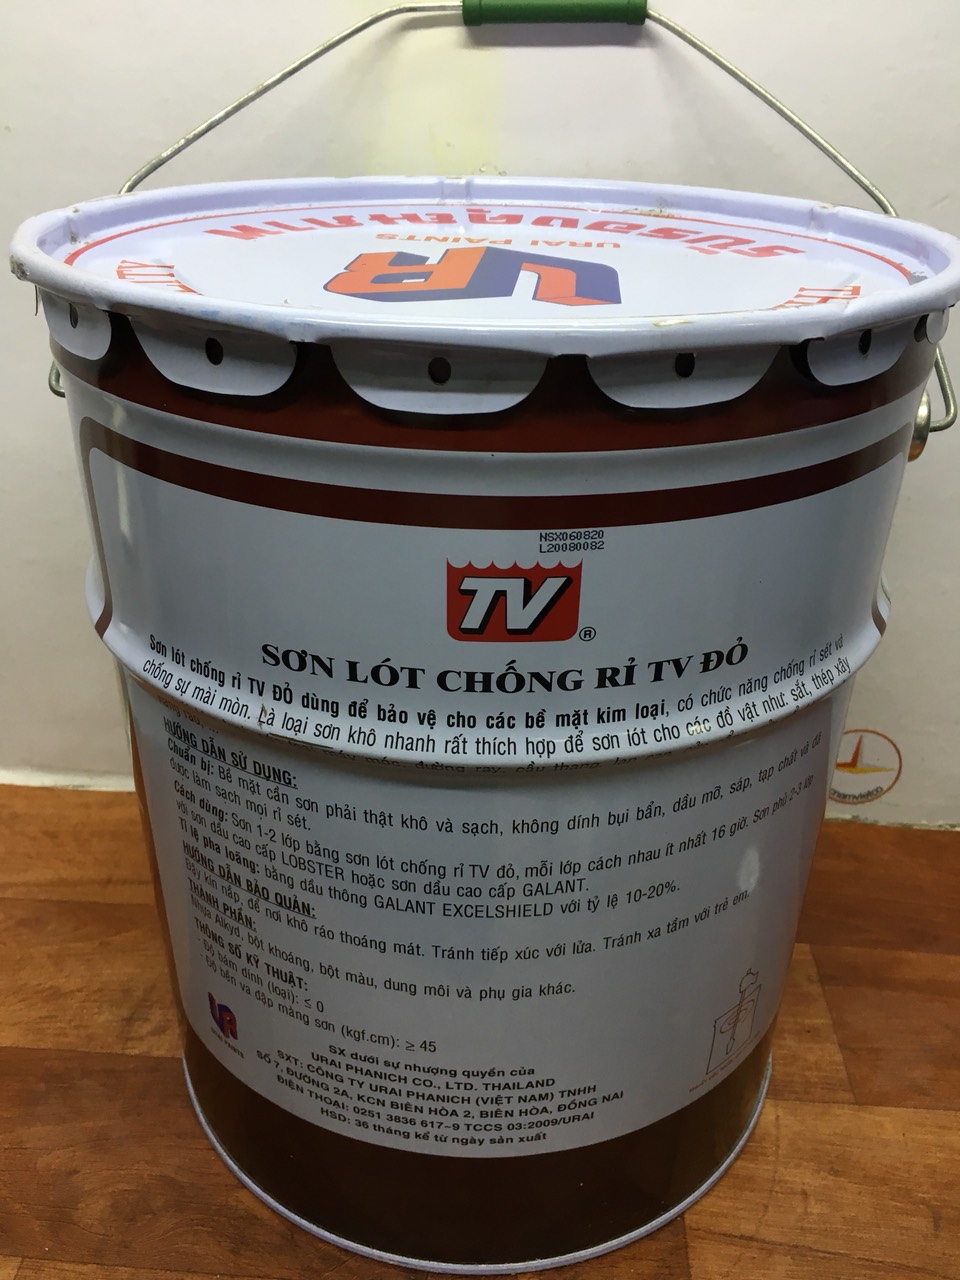 URAI PAINTS
UR
NSX060820
L20080082
TV®
SƠN LÓT CHỐNG RỈ TV ĐỎ
Sơn lót chống rỉ TV ĐỎ dùng để bảo vệ cho các bề mặt kim loại, có chức năng chống rỉ sét và
chống sự mài mòn. Là loại sơn khô nhanh rất thích hợp để sơn lót cho các đồ vật như: sắt, thép xây
máy móc, đường ray, cầu thang, lan
HƯỚNG DẪN SỬ DỤNG:
Chuẩn bị: Bề mặt cần sơn phải thật khô và sạch, không dính bụi bẩn, dầu mỡ, sáp, tạp chất và đã
được làm sạch mọi rỉ sét.
Cách dùng: Sơn 1-2 lớp bằng sơn lót chống rỉ TV đỏ, mỗi lớp cách nhau ít nhất 16 giờ. Sơn phủ 2-3 lớp
với sơn dầu cao cấp LOBSTER hoặc sơn dầu cao cấp GALANT.
Tỉ lệ pha loãng: bằng dầu thông GALANT EXCELSHIELD với tỷ lệ 10-20%.
HƯỚNG DẪN BẢO QUẢN:
Đậy kín nắp, để nơi khô ráo thoáng mát. Tránh tiếp xúc với lửa. Tránh xa tầm với trẻ em.
THÀNH PHẦN:
Nhựa Alkyd, bột khoáng, bột màu, dung môi và phụ gia khác.
THÔNG SỐ KỸ THUẬT:
- Độ bám dính (loại): ≤ 0
- Độ bền va đập màng sơn (kgf.cm): ≥ 45
UR
URAI PAINTS
SX dưới sự nhượng quyền của
URAI PHANICH CO., LTD. THAILAND
SXT: CÔNG TY URAI PHANICH (VIỆT NAM) TNHH
SỐ 7, ĐƯỜNG 2A, KCN BIÊN HÒA 2, BIÊN HÒA, ĐỒNG NAI
ĐIỆN THOẠI: 0251 3836 617-9 TCCS 03:2009/URAI
HSD: 36 tháng kể từ ngày sản xuất